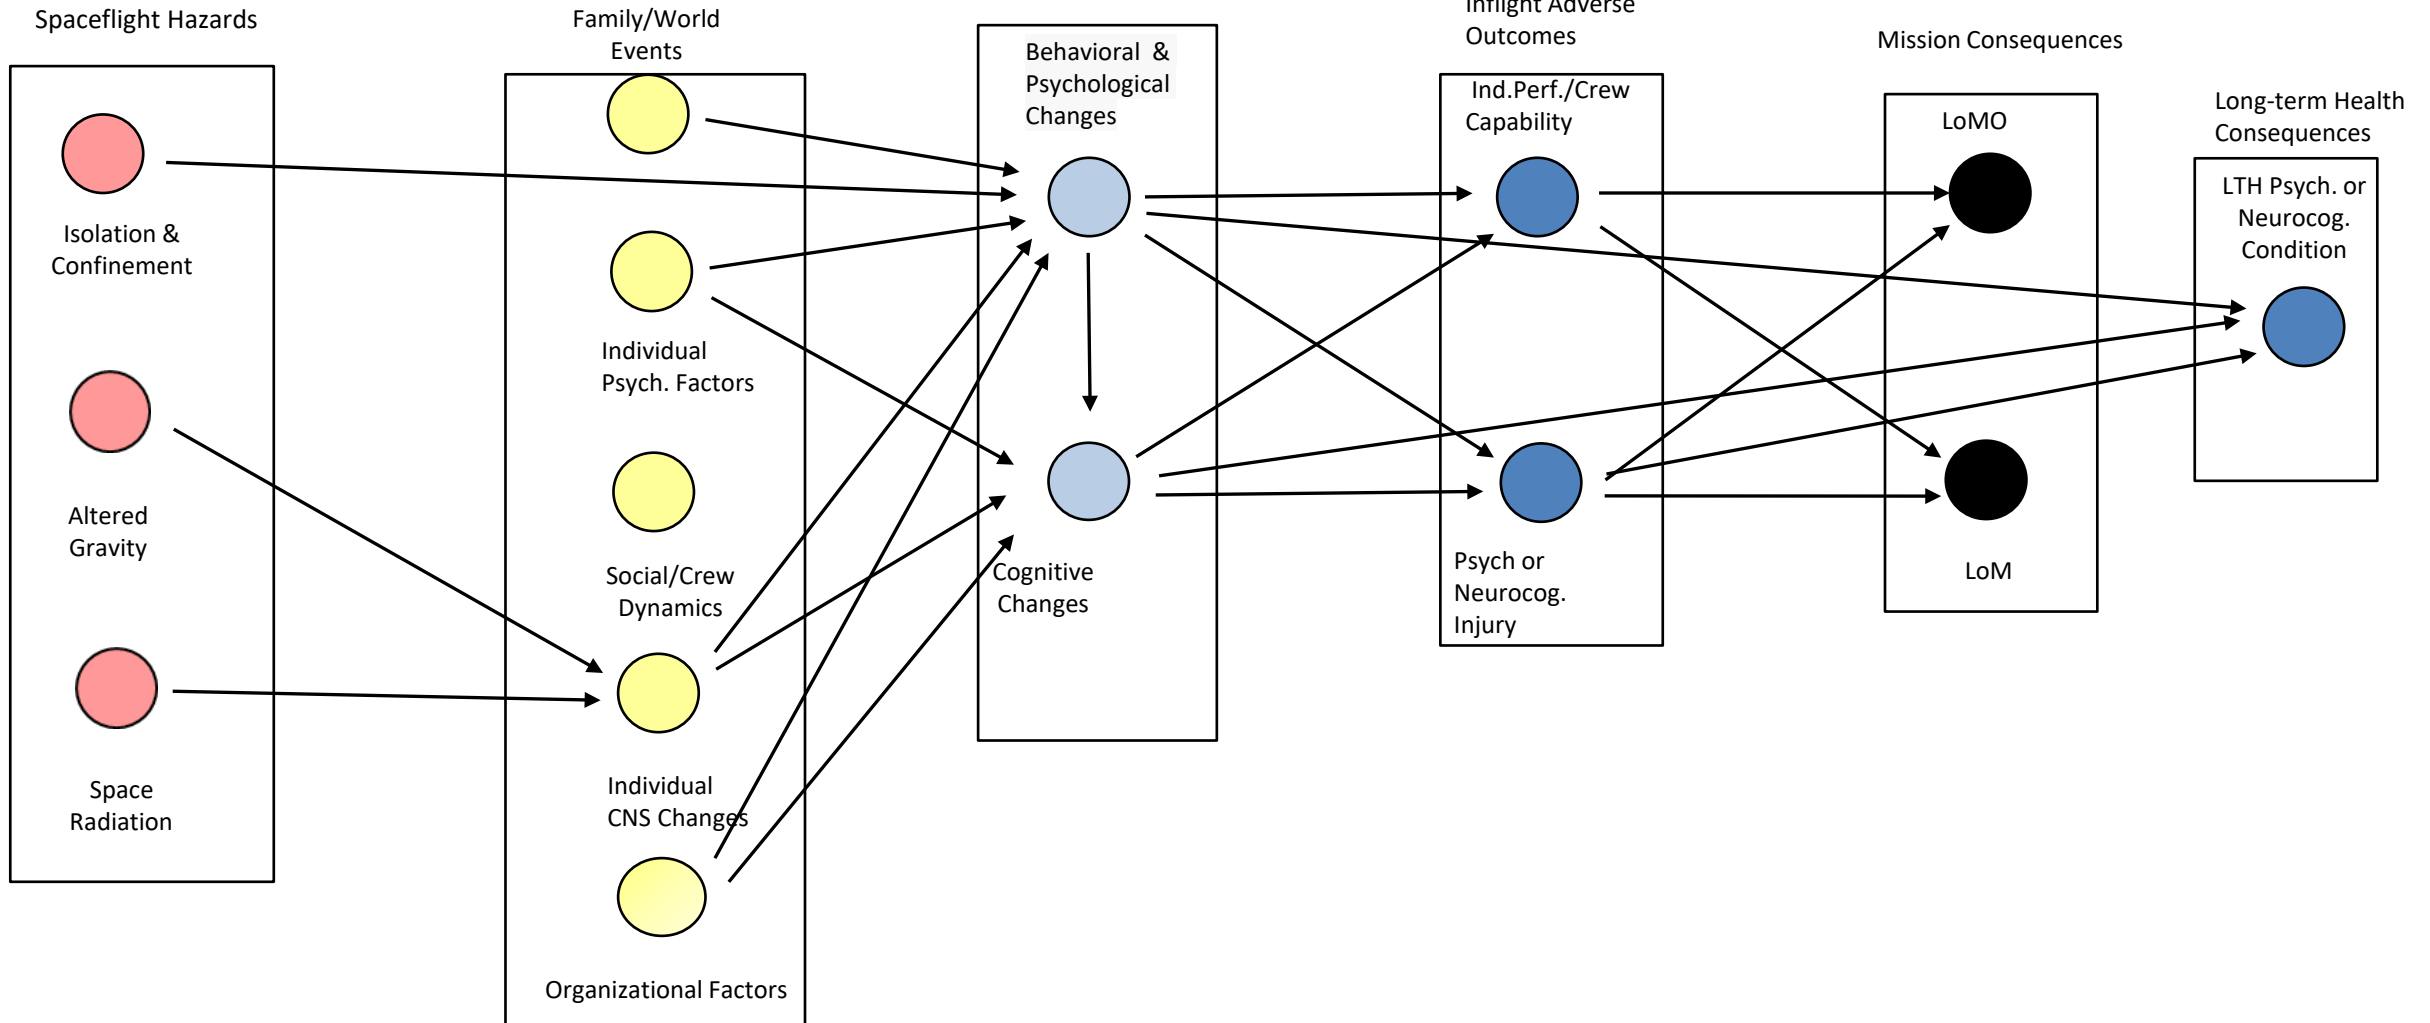 Spaceflight Hazards
Isolation &
Confinement
Altered
Gravity
Space
Radiation
Family/World
Events
Individual
Psych. Factors
Social/Crew
Dynamics
Individual
CNS Changes
Organizational Factors
Behavioral &
Psychological
Changes
Cognitive
Changes
Inflight Adverse
Outcomes
Ind.Perf./Crew
Capability
Psych or
Neurocog.
Injury
Mission Consequences
LoMO
LoM
Long-term Health
Consequences
LTH Psych. or
Neurocog.
Condition